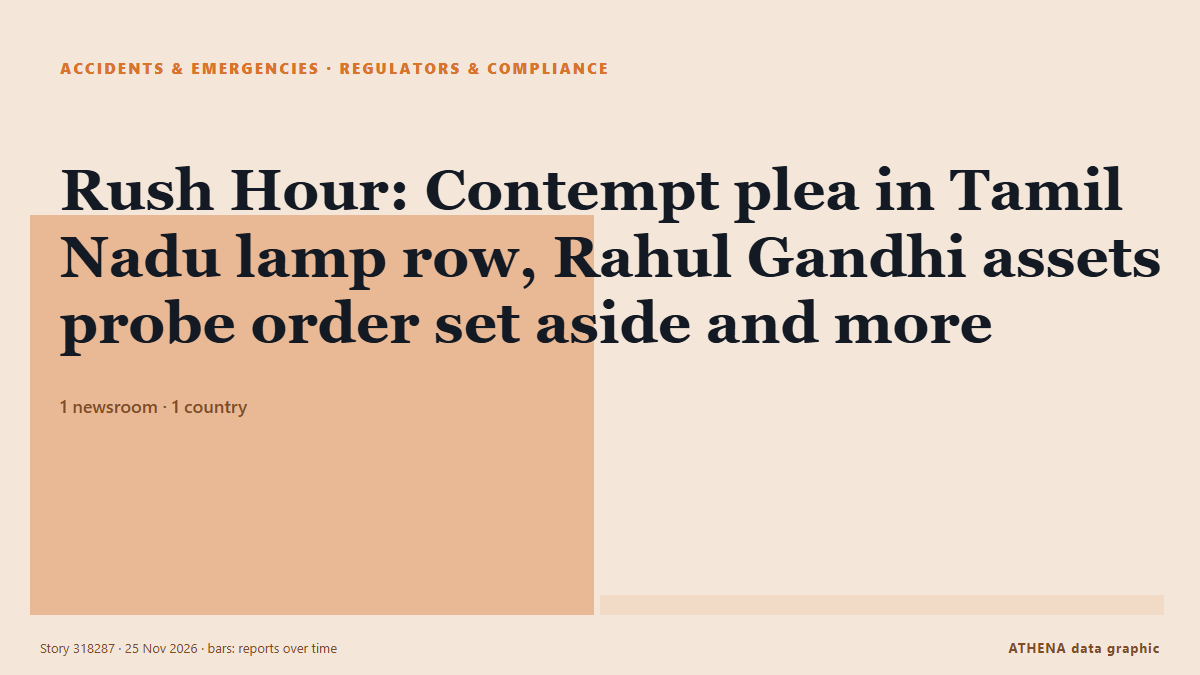 ACCIDENTS & EMERGENCIES · REGULATORS & COMPLIANCE
Rush Hour: Contempt plea in Tamil
Nadu lamp row, Rahul Gandhi assets
probe order set aside and more
1 newsroom · 1 country
Story 318287 · 25 Nov 2026 · bars: reports over time
ATHENA data graphic